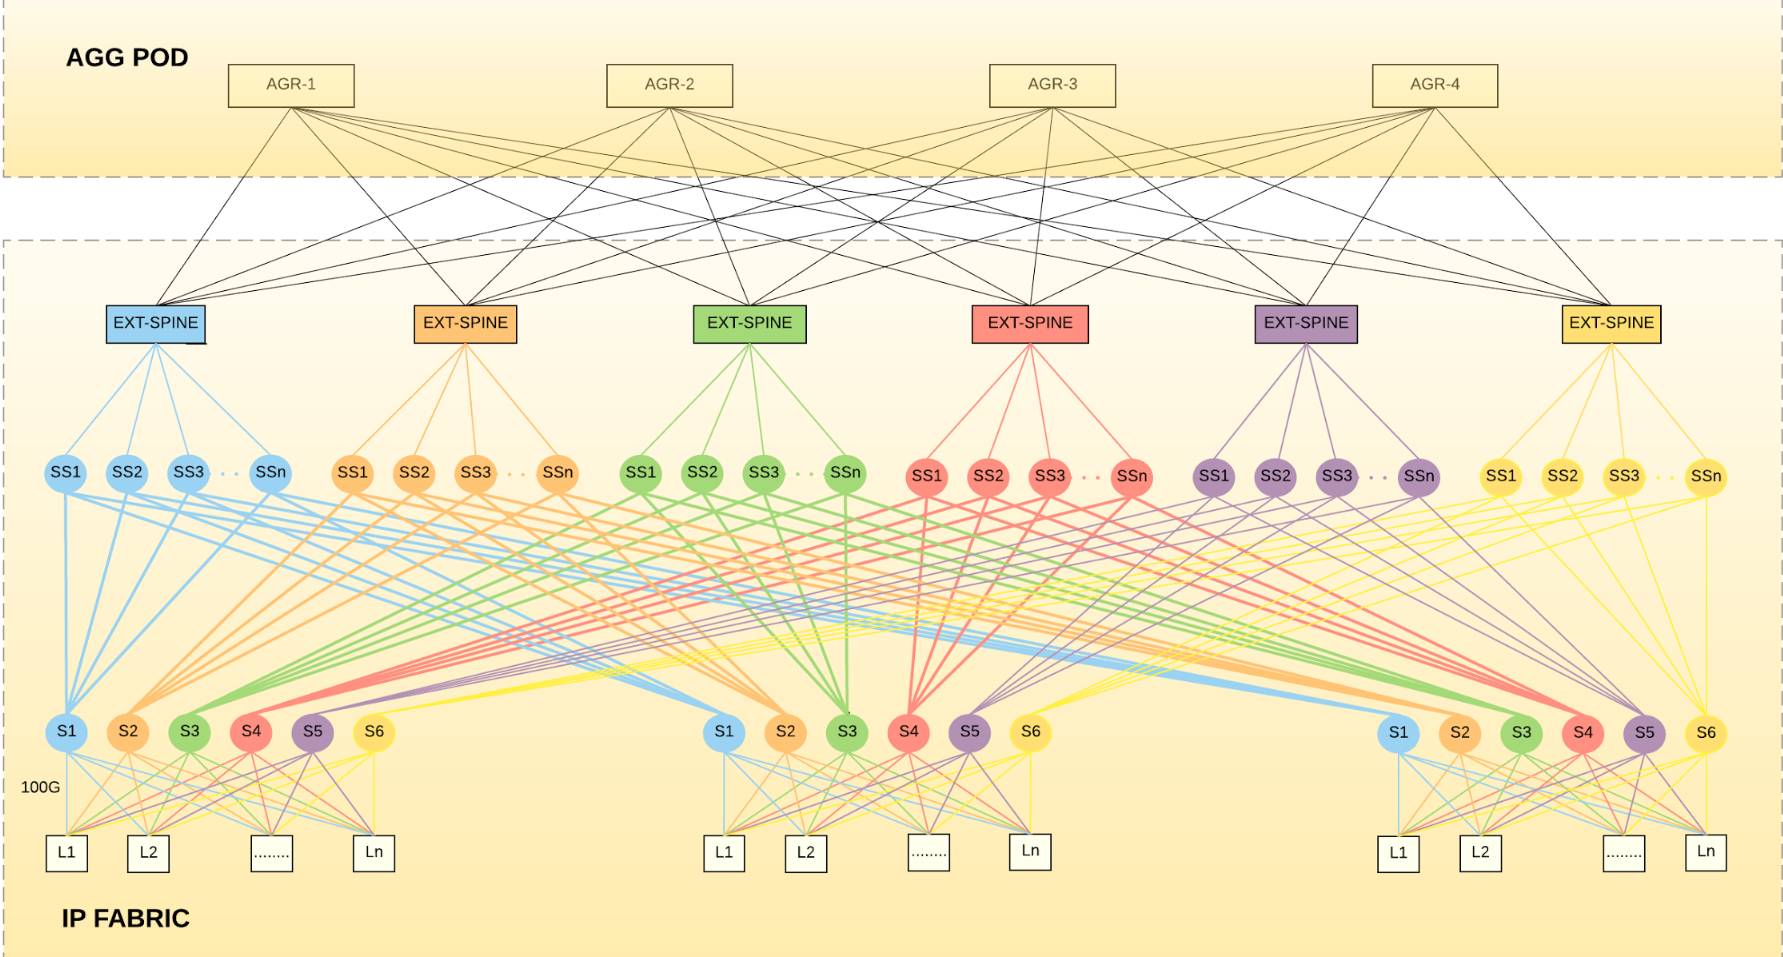 AGG POD
AGR-1 AGR-2 AGR-3 AGR-4
EXT-SPINE EXT-SPINE EXT-SPINE EXT-SPINE EXT-SPINE EXT-SPINE
SS1 SS2 SS3 . . SSn SS1 SS2 SS3 . . . SSn SS1 SS2 SS3 . . . SSn SS1 SS2 SS3 . . SSn SS1 SS2 SS3 . . SSn SS1 SS2 SS3 . . SSn
S1 S2 S3 S4 S5 S6 S1 S2 S3 S4 S5 S6 S1 S2 S3 S4 S5 S6
100G
L1 L2 ........ Ln L1 L2 ........ Ln L1 L2 ........ Ln
IP FABRIC